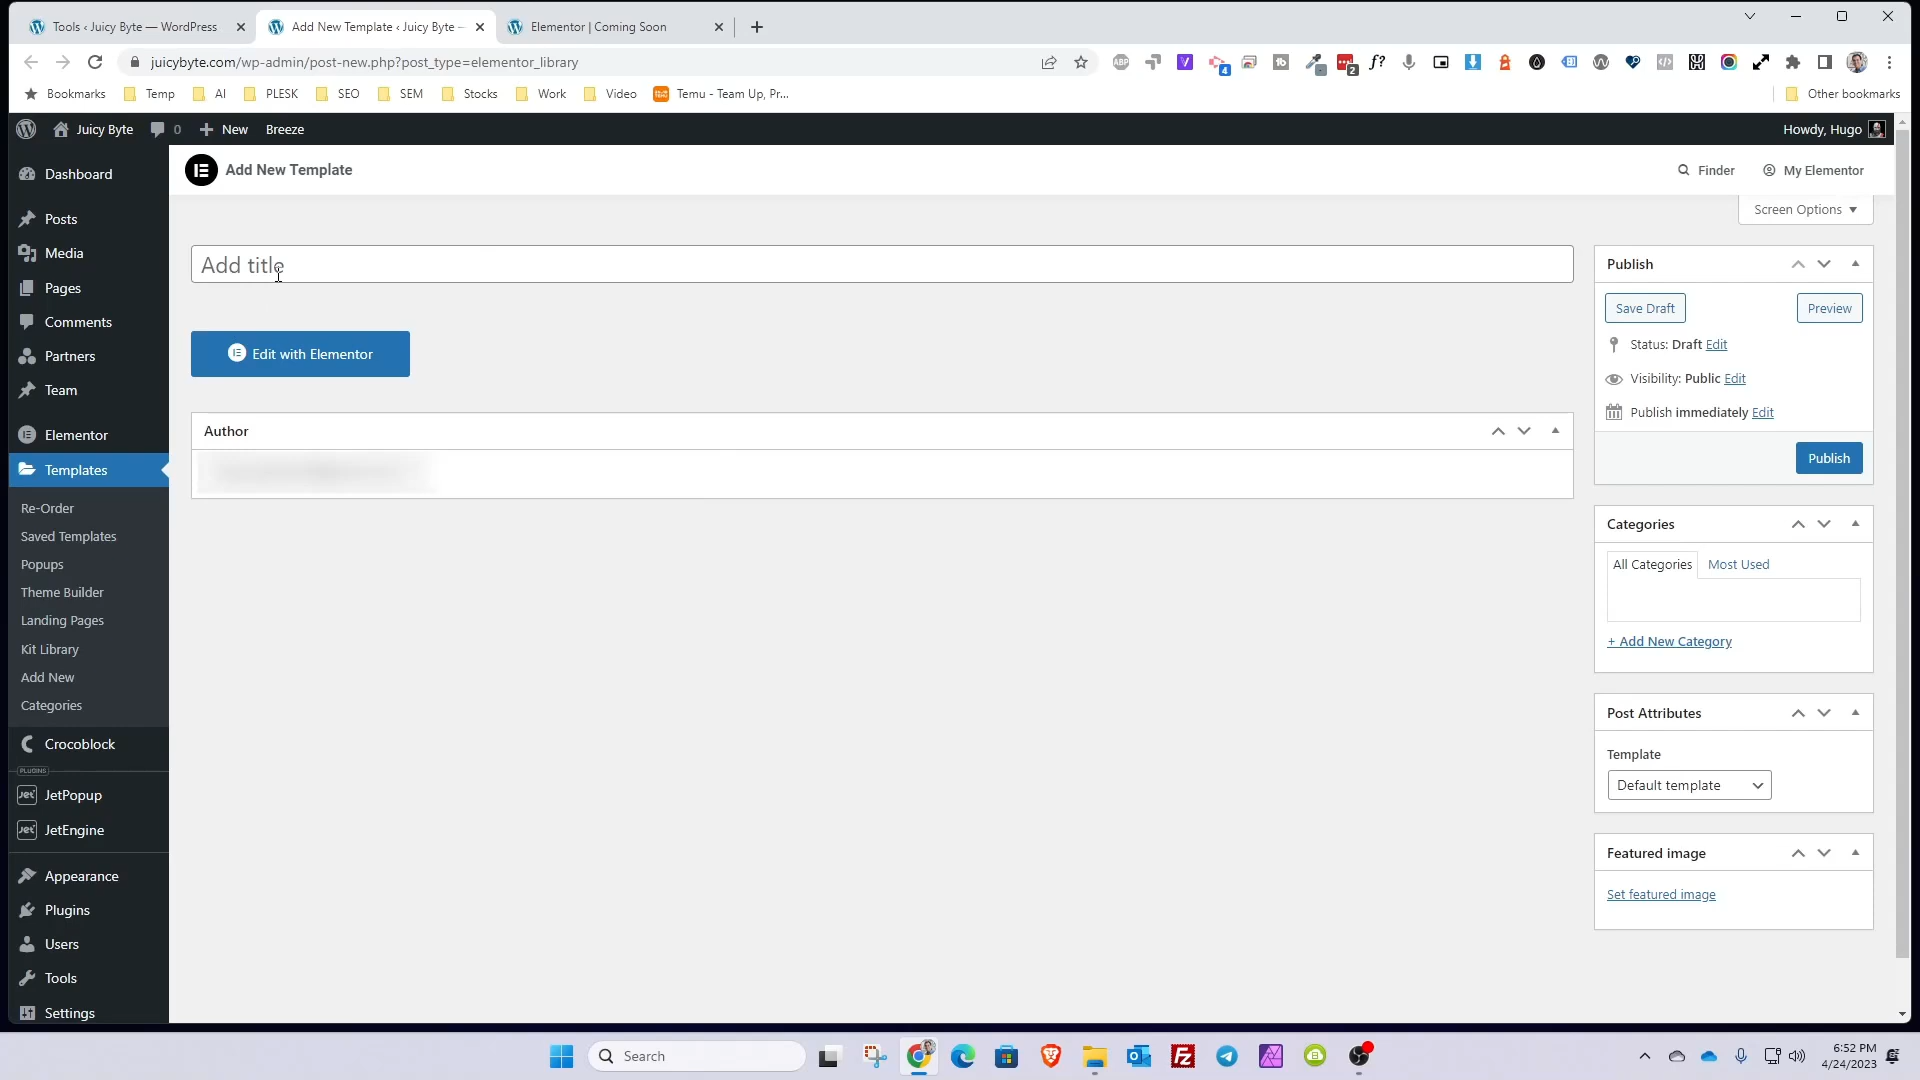 Tools ‹ Juicy Byte — WordPress
Add New Template ‹ Juicy Byte —
Elementor | Coming Soon
juicybyte.com/wp-admin/post-new.php?post_type=elementor_library
ABP
4
tb
2
f?
Bookmarks
Temp
AI
PLESK
SEO
SEM
Stocks
Work
Video
Temu - Team Up, Pr...
Other bookmarks
Juicy Byte
0
New
Breeze
Howdy, Hugo
Dashboard
Posts
Media
Pages
Comments
Partners
Team
Elementor
Templates
Re-Order
Saved Templates
Popups
Theme Builder
Landing Pages
Kit Library
Add New
Categories
Crocoblock
PLUGINS
Jet
JetPopup
Jet
JetEngine
Appearance
Plugins
Users
Tools
Settings
Add New Template
Finder
My Elementor
Screen Options
Add title
Edit with Elementor
Author
Publish
Save Draft
Preview
Status: Draft Edit
Visibility: Public Edit
Publish immediately Edit
Publish
Categories
All Categories
Most Used
+ Add New Category
Post Attributes
Template
Default template
Featured image
Set featured image
Search
6:52 PM
4/24/2023